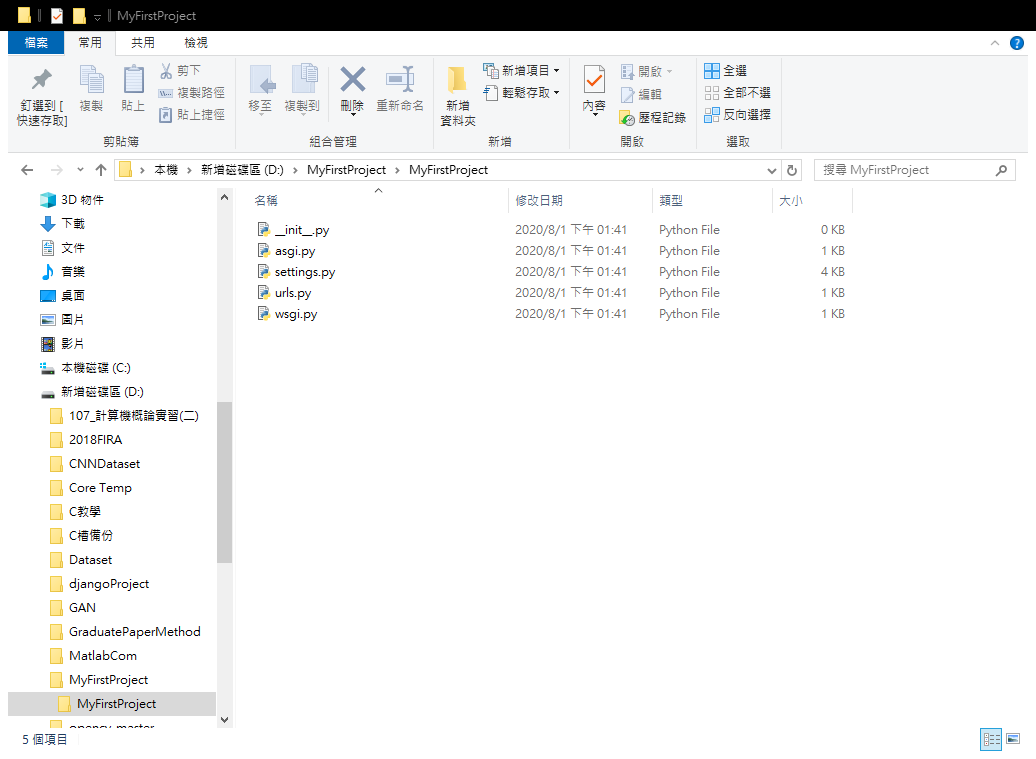 MyFirstProject
檔案 常用 共用 檢視
釘選到 [快速存取]
複製
貼上
剪下
複製路徑
貼上捷徑
移至
複製到
刪除
重新命名
新增資料夾
新增項目
輕鬆存取
內容
開啟
編輯
歷程記錄
全選
全部不選
反向選擇
剪貼簿 組合管理 新增 開啟 選取
本機 > 新增磁碟區 (D:) > MyFirstProject > MyFirstProject
搜尋 MyFirstProject
3D 物件
下載
文件
音樂
桌面
圖片
影片
本機磁碟 (C:)
新增磁碟區 (D:)
107_計算機概論實習(二)
2018FIRA
CNNDataset
Core Temp
C教學
C槽備份
Dataset
djangoProject
GAN
GraduatePaperMethod
MatlabCom
MyFirstProject
MyFirstProject
opencv-master
名稱 修改日期 類型 大小
__init__.py 2020/8/1 下午 01:41 Python File 0 KB
asgi.py 2020/8/1 下午 01:41 Python File 1 KB
settings.py 2020/8/1 下午 01:41 Python File 4 KB
urls.py 2020/8/1 下午 01:41 Python File 1 KB
wsgi.py 2020/8/1 下午 01:41 Python File 1 KB
5 個項目